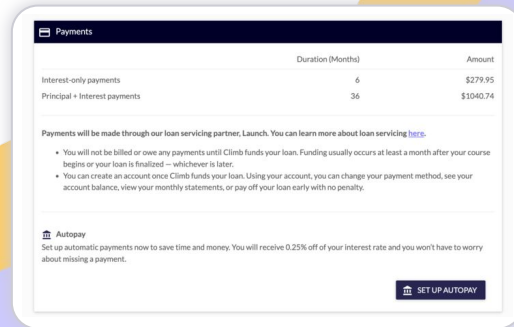 Payments
Duration (Months) Amount
Interest-only payments 6 $279.95
Principal + Interest payments 36 $1040.74
Payments will be made through our loan servicing partner, Launch. You can learn more about loan servicing here.
• You will not be billed or owe any payments until Climb funds your loan. Funding usually occurs at least a month after your course
begins or your loan is finalized — whichever is later.
• You can create an account once Climb funds your loan. Using your account, you can change your payment method, see your
account balance, view your monthly statements, or pay off your loan early with no penalty.
Autopay
Set up automatic payments now to save time and money. You will receive 0.25% off of your interest rate and you won't have to worry
about missing a payment.
SET UP AUTOPAY